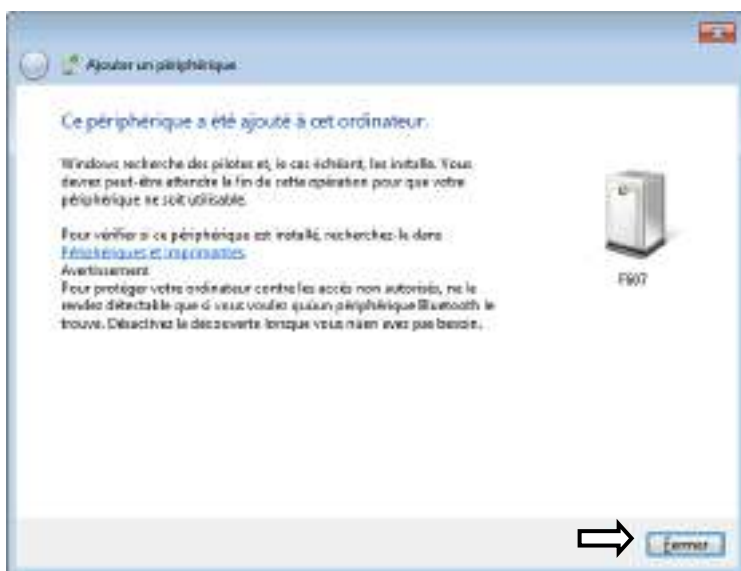 Ajouter un périphérique
Ce périphérique a été ajouté à cet ordinateur.
Windows recherche des pilotes et, le cas échéant, les installe. Vous
devrez peut-être attendre la fin de cette opération pour que votre
périphérique ne soit utilisable.
Pour vérifier si ce périphérique est installé, recherchez-le dans
Périphériques et imprimantes
Avertissement
Pour protéger votre ordinateur contre les accès non autorisés, ne le
rendez détectable que si vous voulez qu'un périphérique Bluetooth le
trouve. Désactivez la découverte lorsque vous n'en avez pas besoin.
F607
Fermer